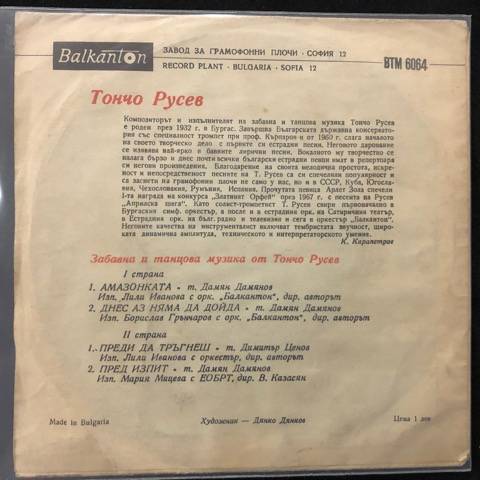 Balkanton
ЗАВОД ЗА ГРАМОФОННИ ПЛОЧИ · СОФИЯ 12
RECORD PLANT · BULGARIA · SOFIA 12
BTM 6064
Тончо Русев
Композиторът и изпълнителят на забавна и танцова музика Тончо Русев
е роден през 1932 г. в Бургас. Завършва Българската държавна консервато-
рия със специалност тромпет при проф. Кърпаров и от 1960 г. слага началото
на своето творческо дело с първите си естрадни песни. Неговото дарование
се изявява най-ярко в бавните лирични песни. Вокалното му творчество се
налага бързо и днес почти всички български естрадни певци имат в репертоара
си негови произведения. Благодарение на своята мелодична простота, искре-
ност и непосредственост песните на Т. Русев са си спечелили популярност и
са заснети на грамофонни плочи не само у нас, но и в СССР, Куба, Югосла-
вия, Чехословакия, Румъния, Испания. Прочутата певица Арлет Зола спечели
I-та награда на конкурса „Златният Орфей" през 1967 г. с песента на Русев
„Априлска шега". Като солист-тромпетист Т. Русев свири първоначално в
Бургаския симф. оркестър, а после и в естрадния орк. на Сатиричния театър,
в Естрадния орк. на бълг. радио и телевизия и сега в оркестър „Балкантон".
Неговите качества на инструменталист включват тембристата звучност, широ-
ката динамична амплитуда, техническото и интерпретаторското умение.
К. Карапетров
Забавна и танцова музика от Тончо Русев
I страна
1. АМАЗОНКАТА • т. Дамян Дамянов
Изп. Лили Иванова с орк. „Балкантон", дир. авторът
2. ДНЕС АЗ НЯМА ДА ДОЙДА • т. Дамян Дамянов
Изп. Борислав Грънчаров с орк. „Балкантон", дир. авторът
II страна
1. ПРЕДИ ДА ТРЪГНЕШ • т. Димитър Ценов
Изп. Лили Иванова с оркестър, дир. авторът
2. ПРЕД ИЗПИТ • т. Дамян Дамянов
Изп. Мария Мицева с ЕОБРТ, дир. В. Казасян
Made in Bulgaria
Художник — Дянко Дянков
Цена 1 лев